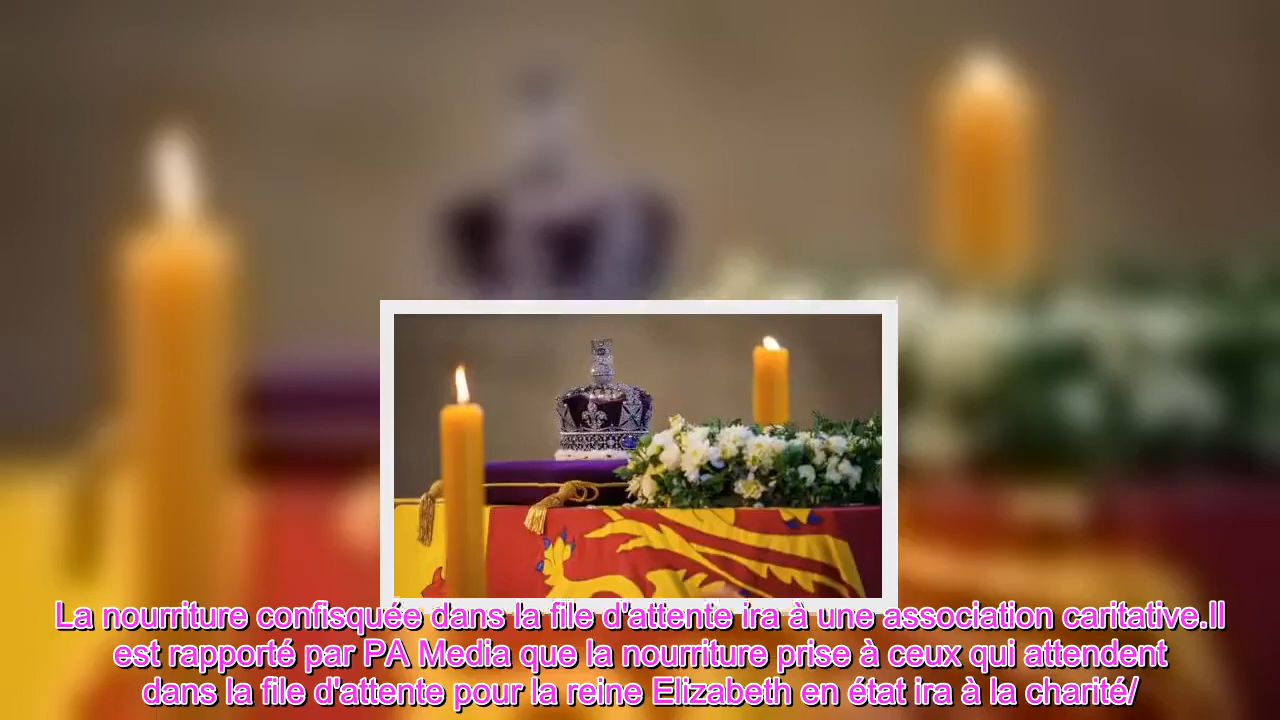 La nourriture confisquée dans la file d'attente ira à une association caritative.Il
est rapporté par PA Media que la nourriture prise à ceux qui attendent
dans la file d'attente pour la reine Elizabeth en état ira à la charité/